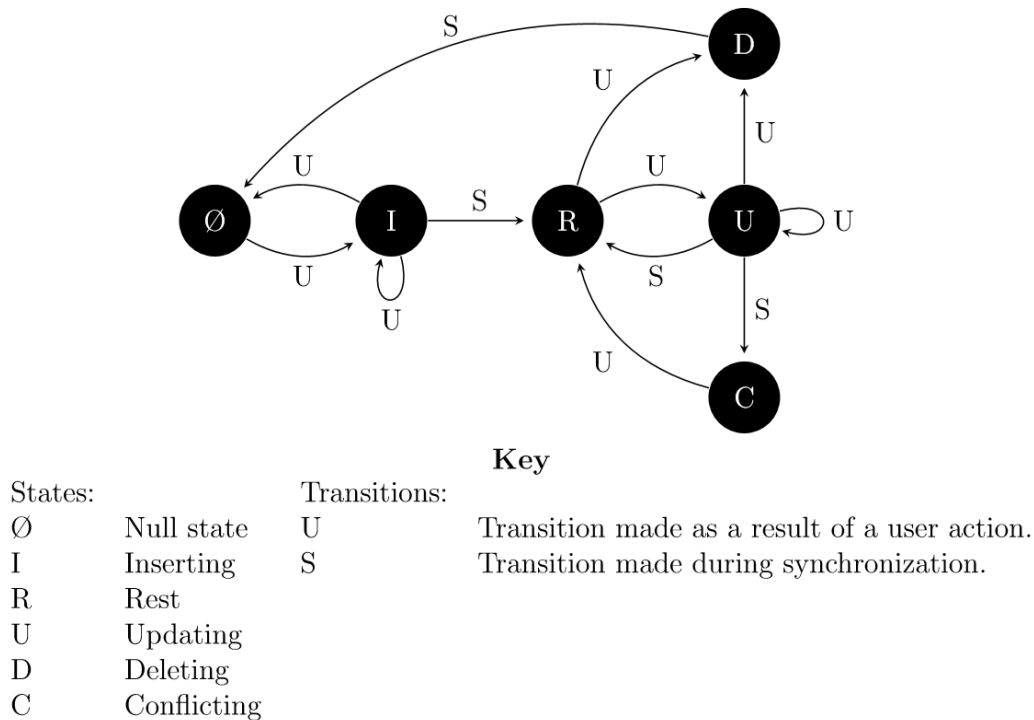 S
D
U
U
U
U
Ø
I
S
R
U
U
U
S
S
U
U
C
Key
States: Transitions:
Ø Null state U Transition made as a result of a user action.
I Inserting S Transition made during synchronization.
R Rest
U Updating
D Deleting
C Conflicting